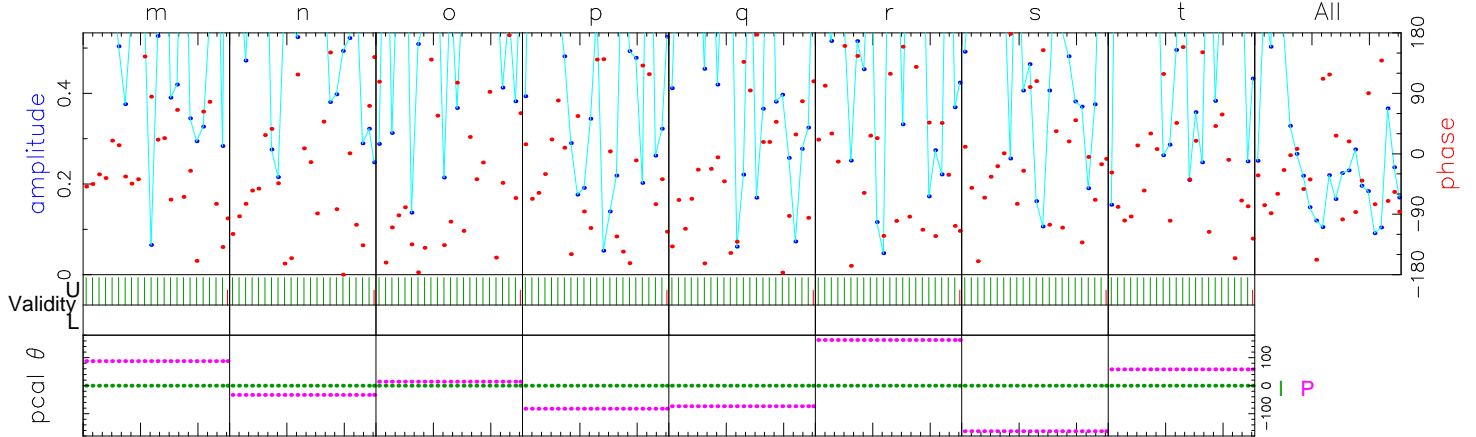 m n o p q r s t All
amplitude
0 0.2 0.4
180
90
0
-90
-180
phase
Validity
U
L
pcal θ
100
0
-100
I P